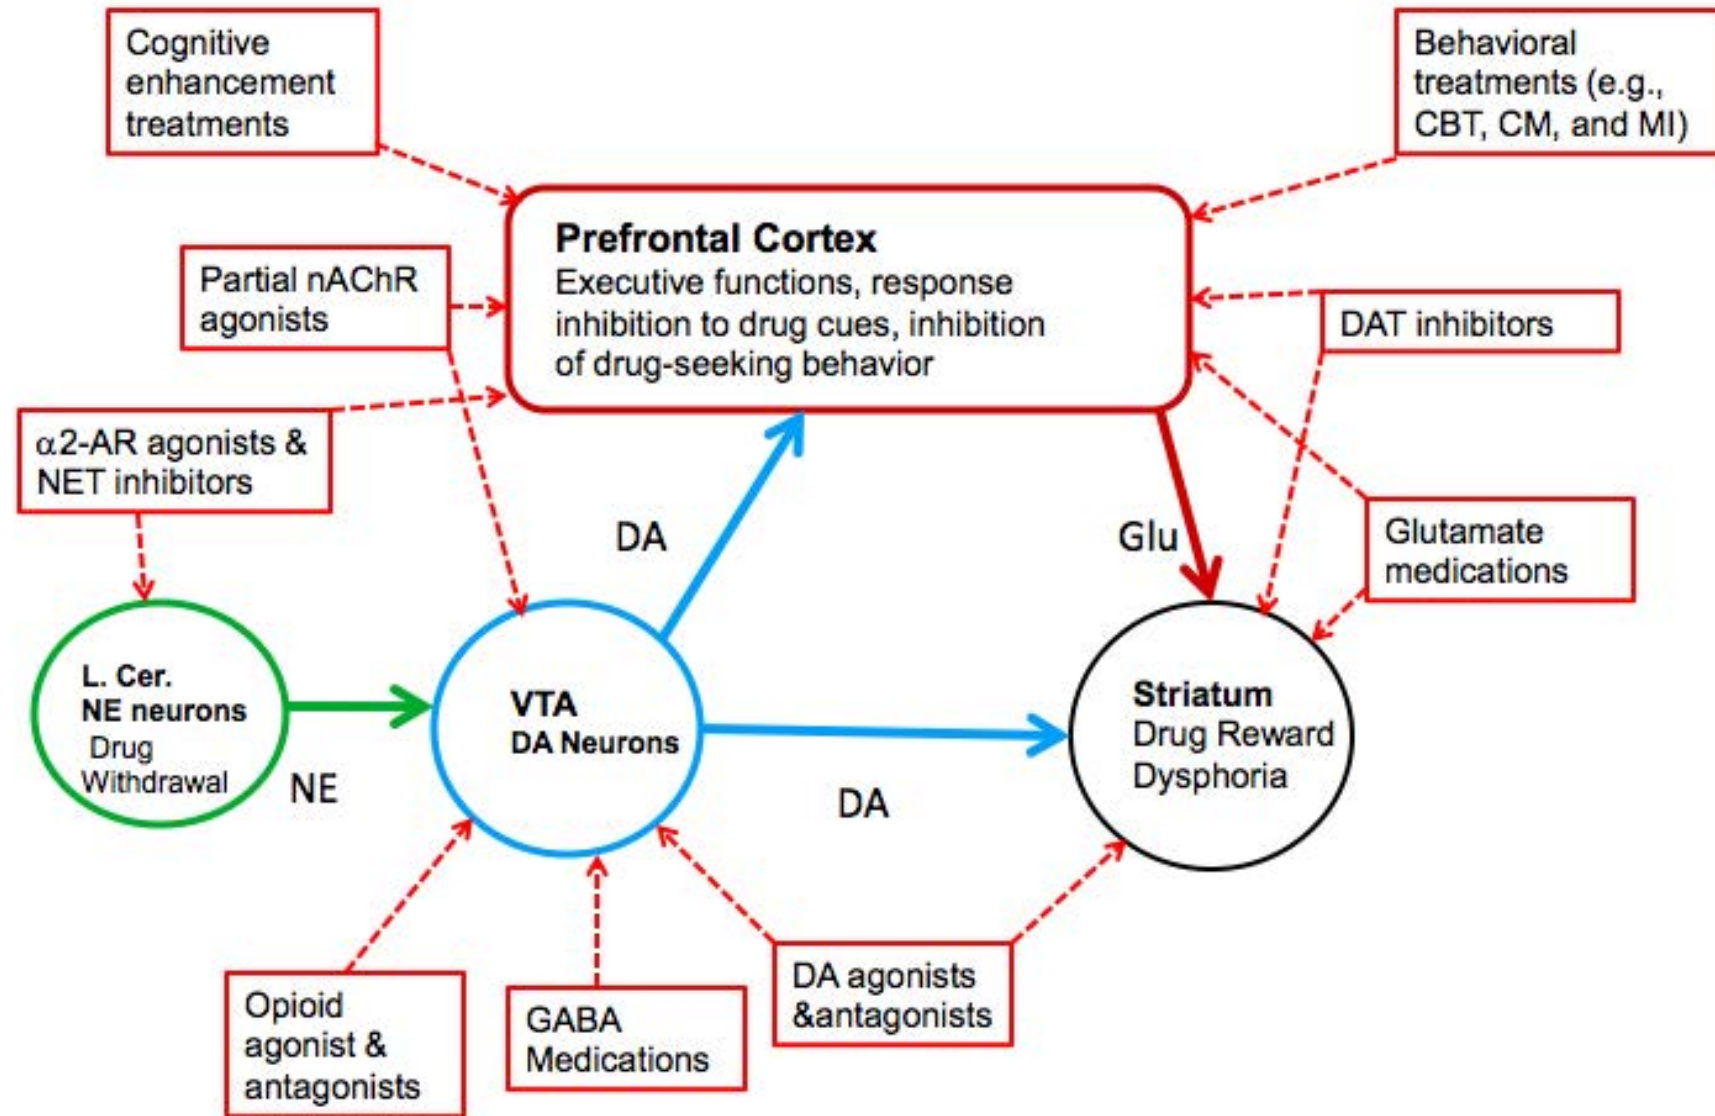 Cognitive
enhancement
treatments
Behavioral
treatments (e.g.,
CBT, CM, and MI)
Prefrontal Cortex
Executive functions, response
inhibition to drug cues, inhibition
of drug-seeking behavior
Partial nAChR
agonists
DAT inhibitors
α2-AR agonists &
NET inhibitors
Glutamate
medications
DA
Glu
L. Cer.
NE neurons
Drug
Withdrawal
NE
VTA
DA Neurons
DA
Striatum
Drug Reward
Dysphoria
Opioid
agonist &
antagonists
GABA
Medications
DA agonists
&antagonists